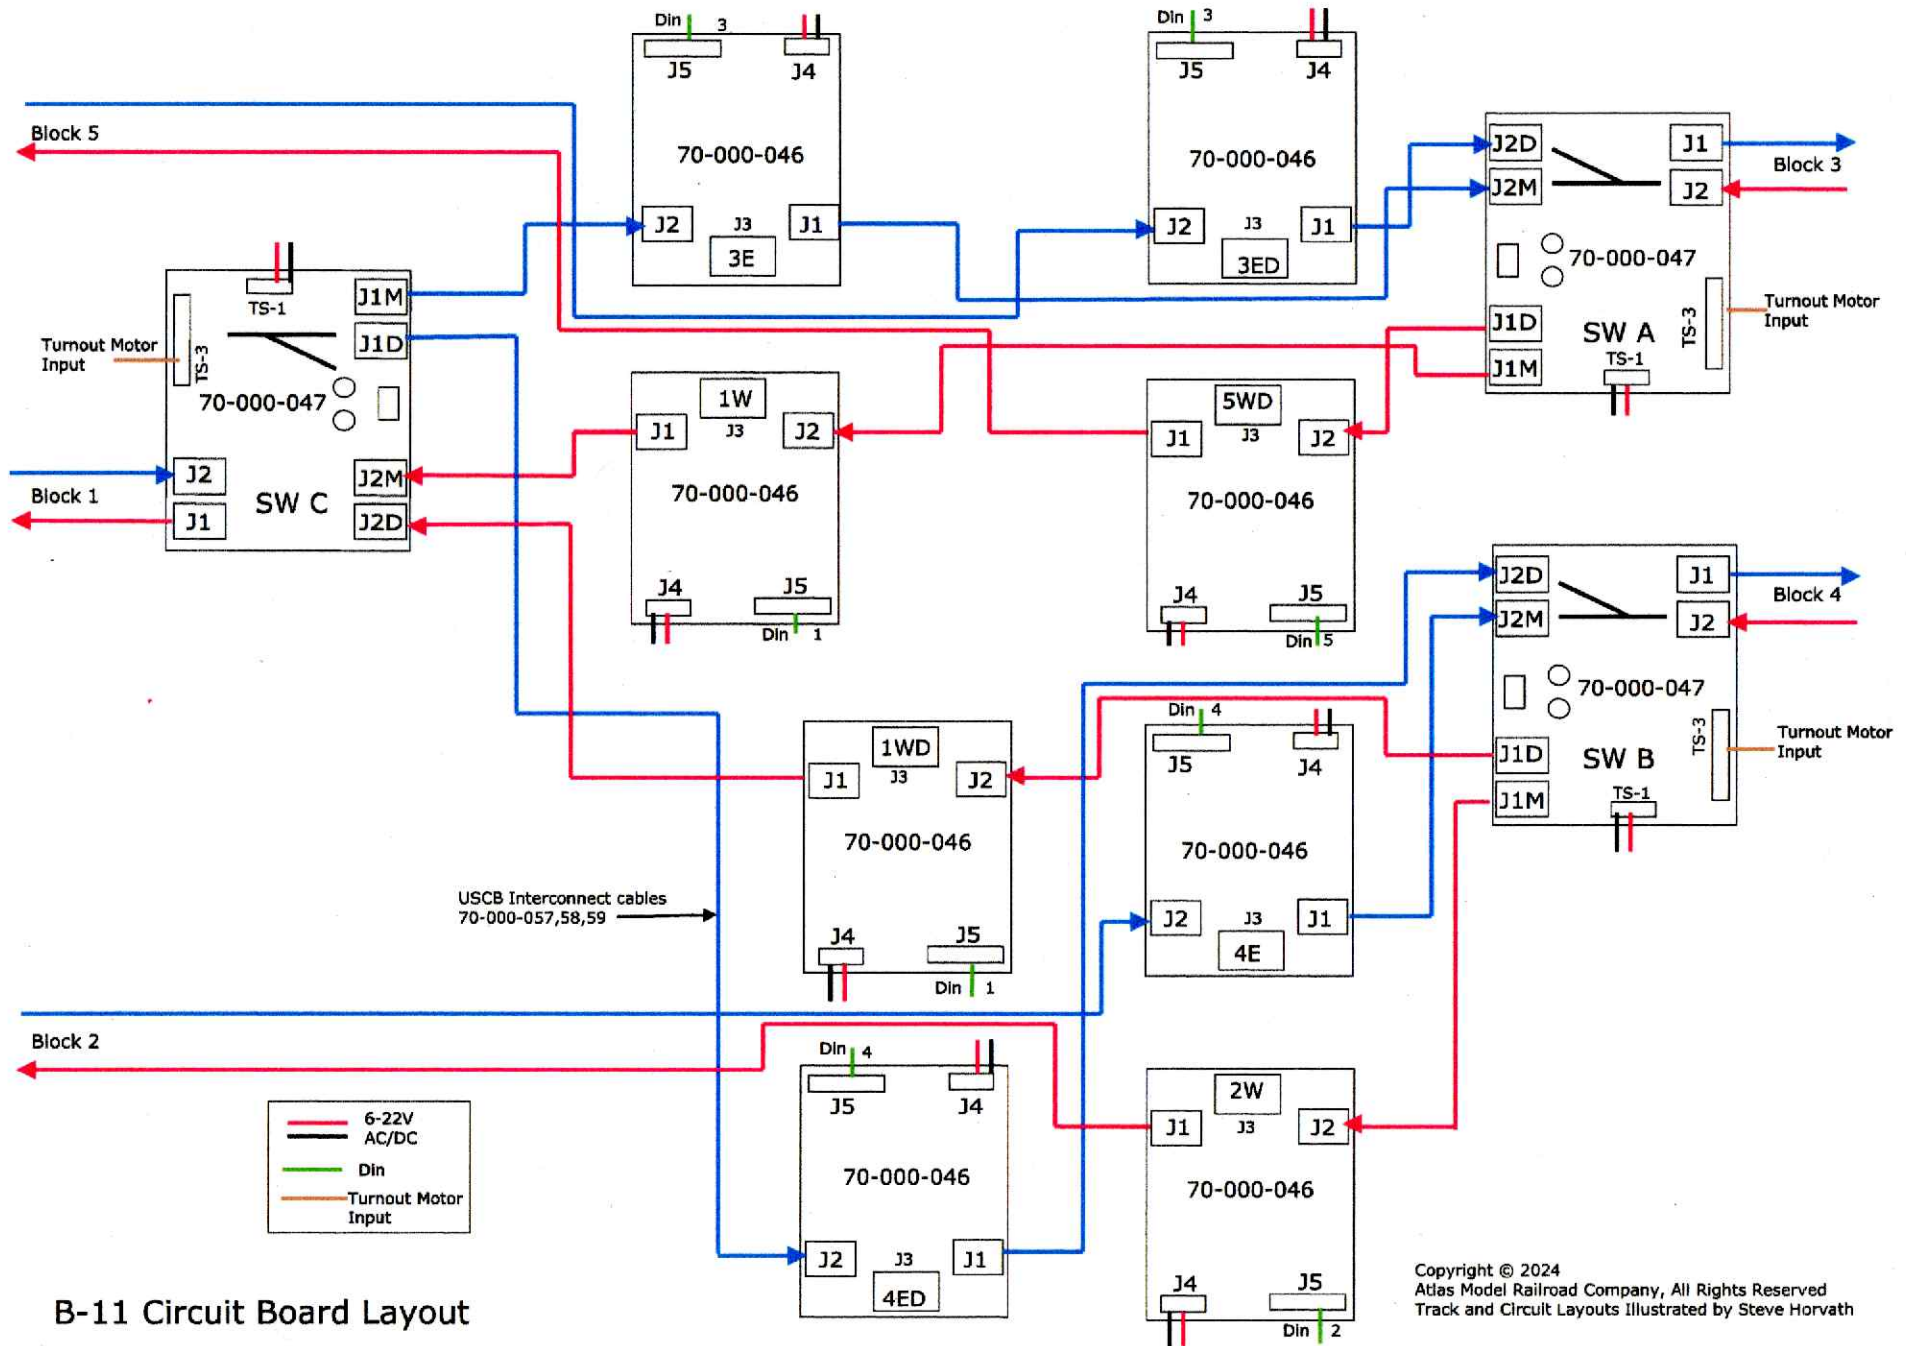 Din 3
J5
J4
70-000-046
J2
J3
J1
3E
Din 3
J5
J4
70-000-046
J2
J3
J1
3ED
Block 5
J2D
J1
J2M
J2
Block 3
70-000-047
J1D
SW A
TS-3
J1M
TS-1
Turnout Motor
Input
TS-1
J1M
J1D
Turnout Motor
Input
TS-3
70-000-047
J2
J2M
Block 1
SW C
J1
J2D
1W
J1
J3
J2
70-000-046
J4
J5
Din 1
5WD
J1
J3
J2
70-000-046
J4
J5
Din 5
J2D
J1
J2M
J2
Block 4
70-000-047
J1D
SW B
TS-3
J1M
TS-1
Turnout Motor
Input
1WD
J1
J3
J2
70-000-046
J4
J5
Din 1
Din 4
J5
J4
70-000-046
J2
J3
J1
4E
USCB Interconnect cables
70-000-057,58,59
Block 2
Din 4
J5
J4
70-000-046
J2
J3
J1
4ED
2W
J1
J3
J2
70-000-046
J4
J5
Din 2
6-22V
AC/DC
Din
Turnout Motor
Input
B-11 Circuit Board Layout
Copyright © 2024
Atlas Model Railroad Company, All Rights Reserved
Track and Circuit Layouts Illustrated by Steve Horvath